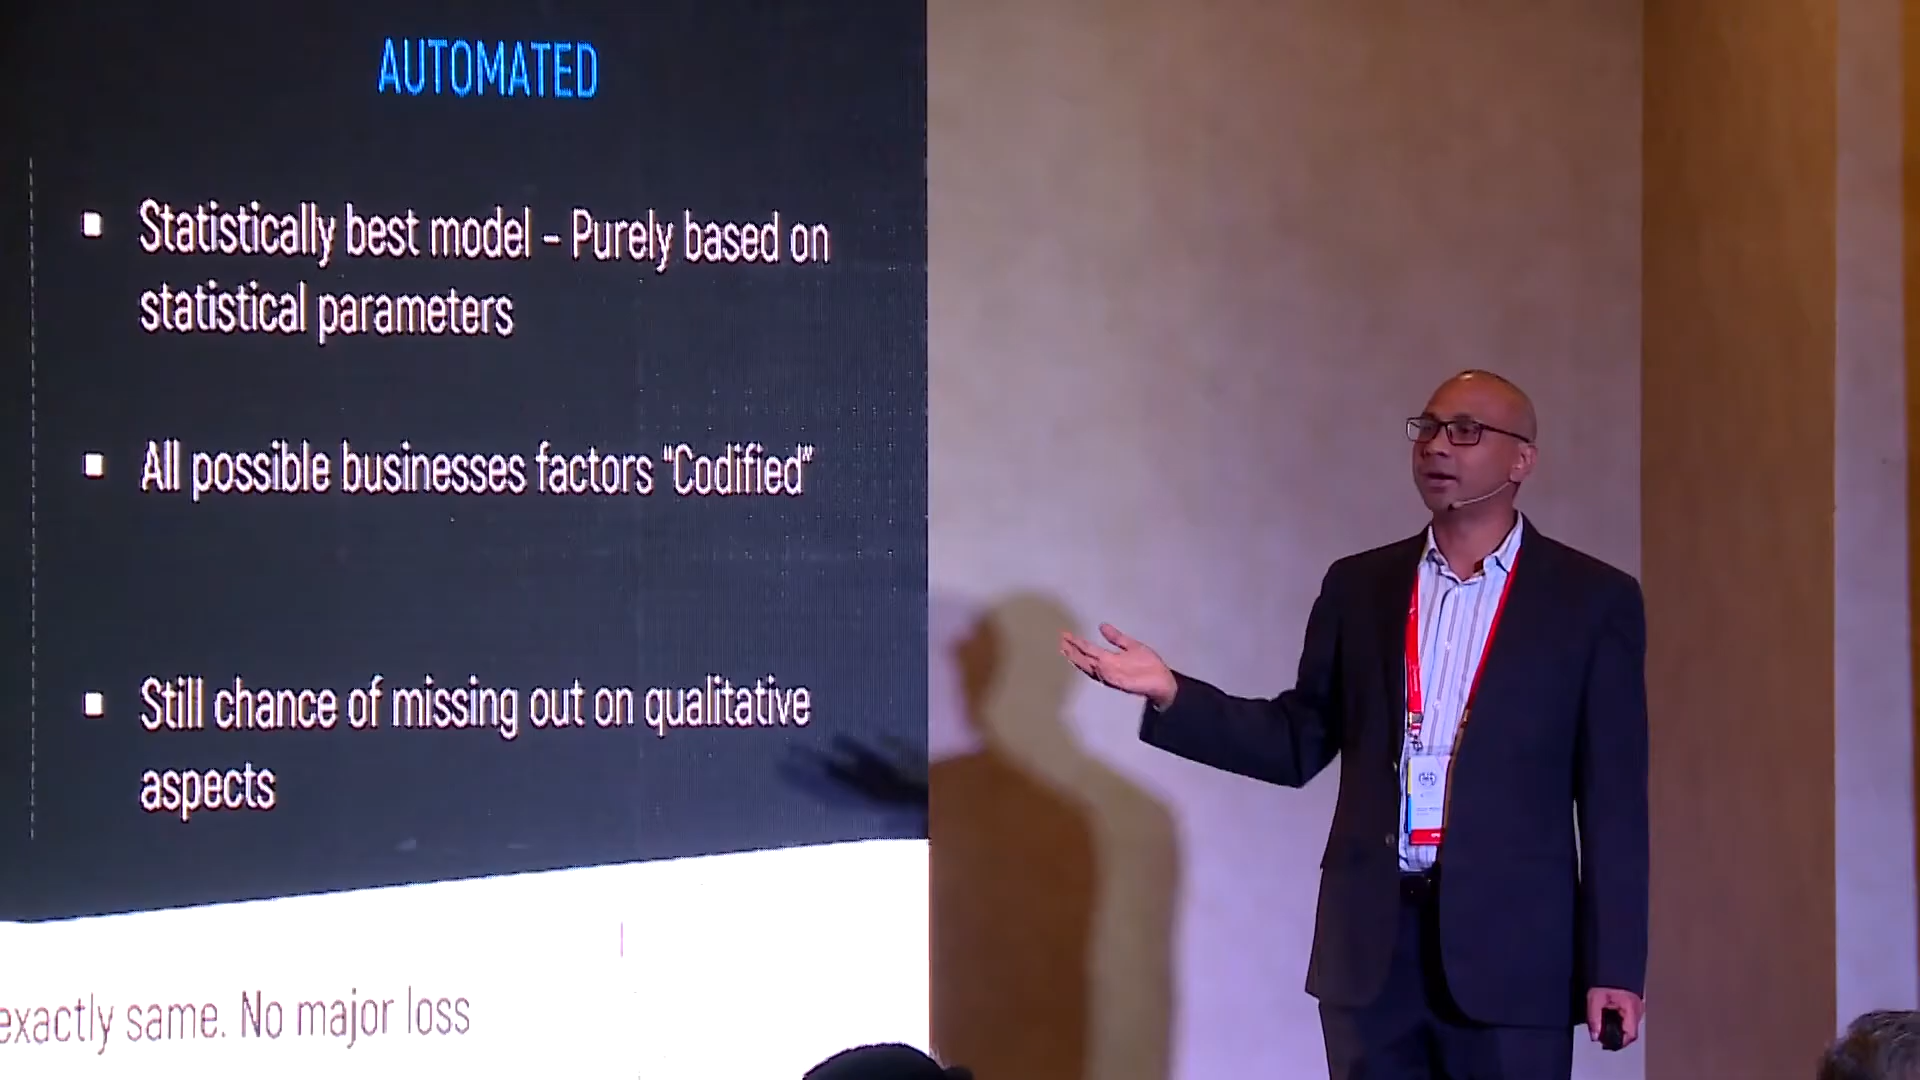 AUTOMATED
▪ Statistically best model – Purely based on
statistical parameters
▪ All possible businesses factors "Codified"
▪ Still chance of missing out on qualitative
aspects
exactly same. No major loss